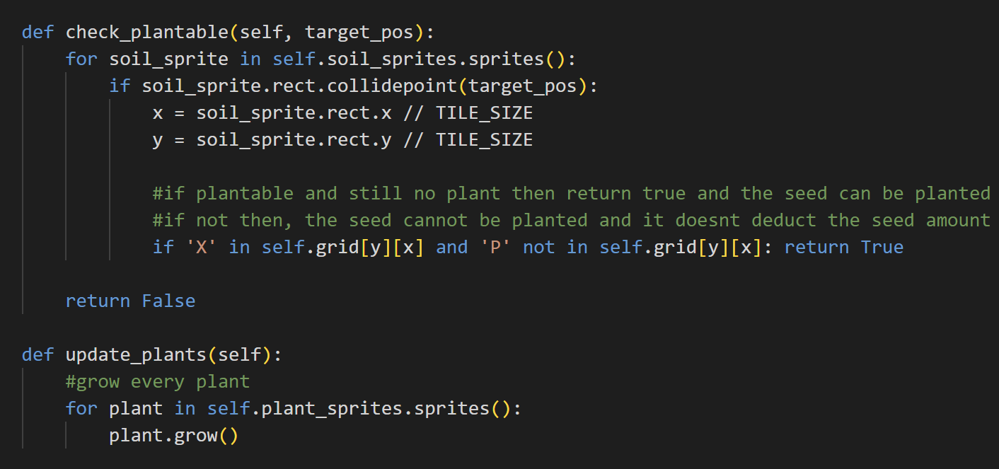 def check_plantable(self, target_pos):
    for soil_sprite in self.soil_sprites.sprites():
        if soil_sprite.rect.collidepoint(target_pos):
            x = soil_sprite.rect.x // TILE_SIZE
            y = soil_sprite.rect.y // TILE_SIZE

            #if plantable and still no plant then return true and the seed can be planted
            #if not then, the seed cannot be planted and it doesnt deduct the seed amount
            if 'X' in self.grid[y][x] and 'P' not in self.grid[y][x]: return True

    return False

def update_plants(self):
    #grow every plant
    for plant in self.plant_sprites.sprites():
        plant.grow()